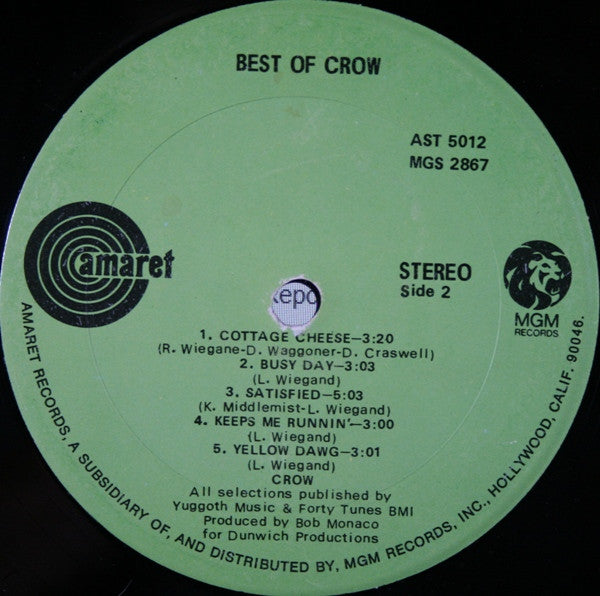 BEST OF CROW
AST 5012
MGS 2867
amaret
STEREO
Side 2
MGM
RECORDS
epo
1. COTTAGE CHEESE—3:20
(R. Wiegane-D. Waggoner-D. Craswell)
2. BUSY DAY—3:03
(L. Wiegand)
3. SATISFIED—5:03
(K. Middlemist-L. Wiegand)
4. KEEPS ME RUNNIN'—3:00
(L. Wiegand)
5. YELLOW DAWG—3:01
(L. Wiegand)
CROW
All selections published by
Yuggoth Music & Forty Tunes BMI
Produced by Bob Monaco
for Dunwich Productions
AMARET RECORDS, A SUBSIDIARY OF, AND DISTRIBUTED BY, MGM RECORDS, INC., HOLLYWOOD, CALIF. 90046.